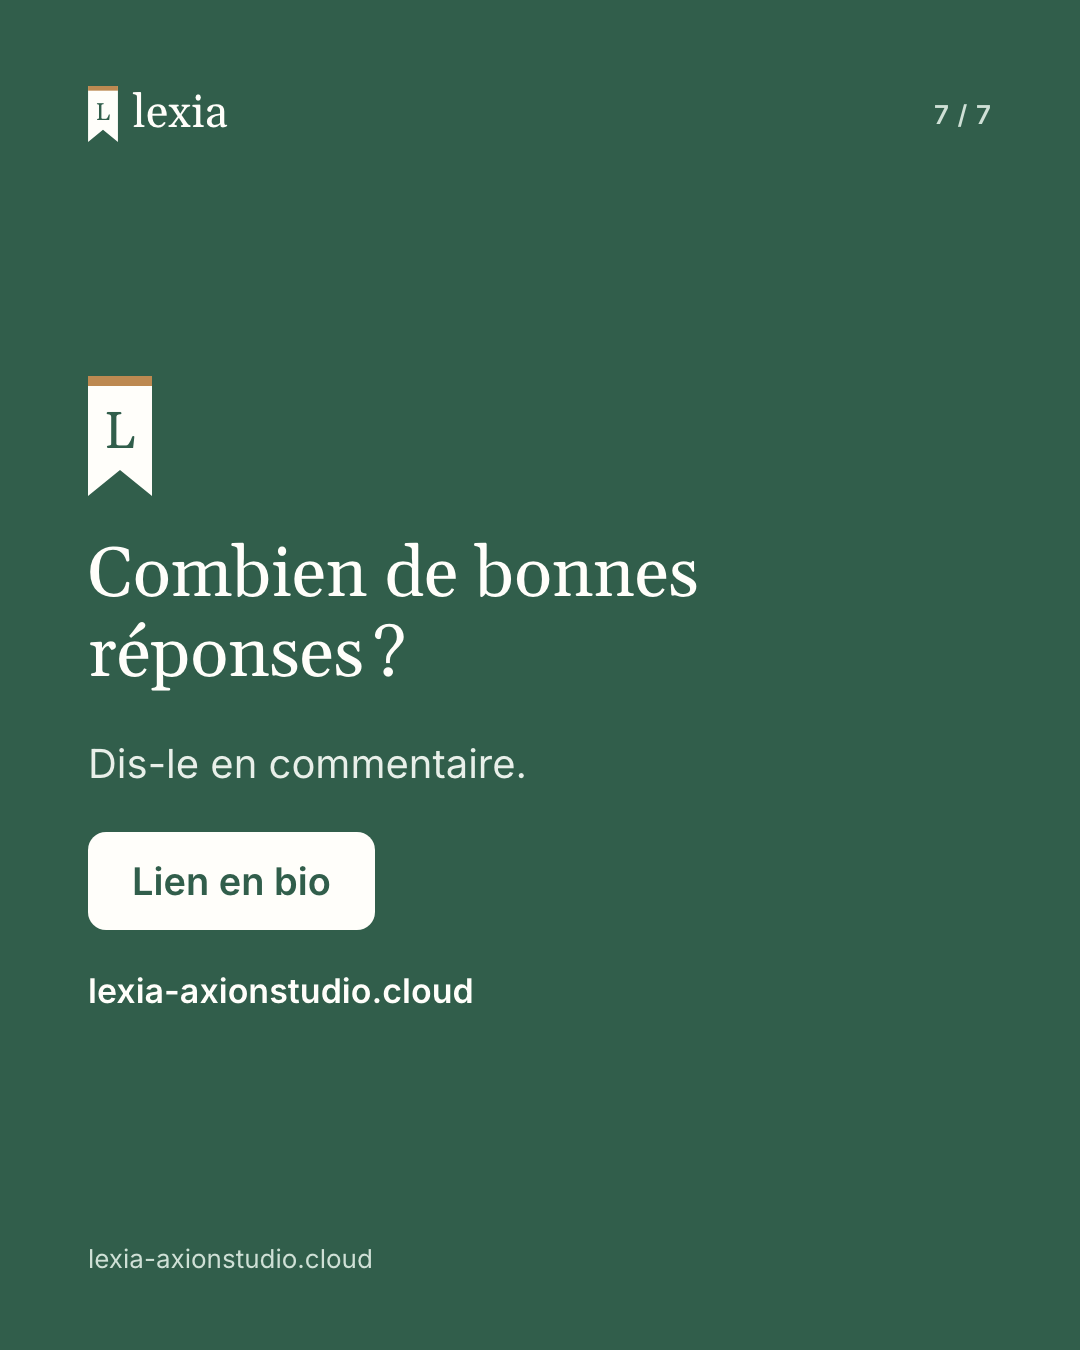 L lexia
7 / 7
L
Combien de bonnes
réponses ?
Dis-le en commentaire.
Lien en bio
lexia-axionstudio.cloud
lexia-axionstudio.cloud